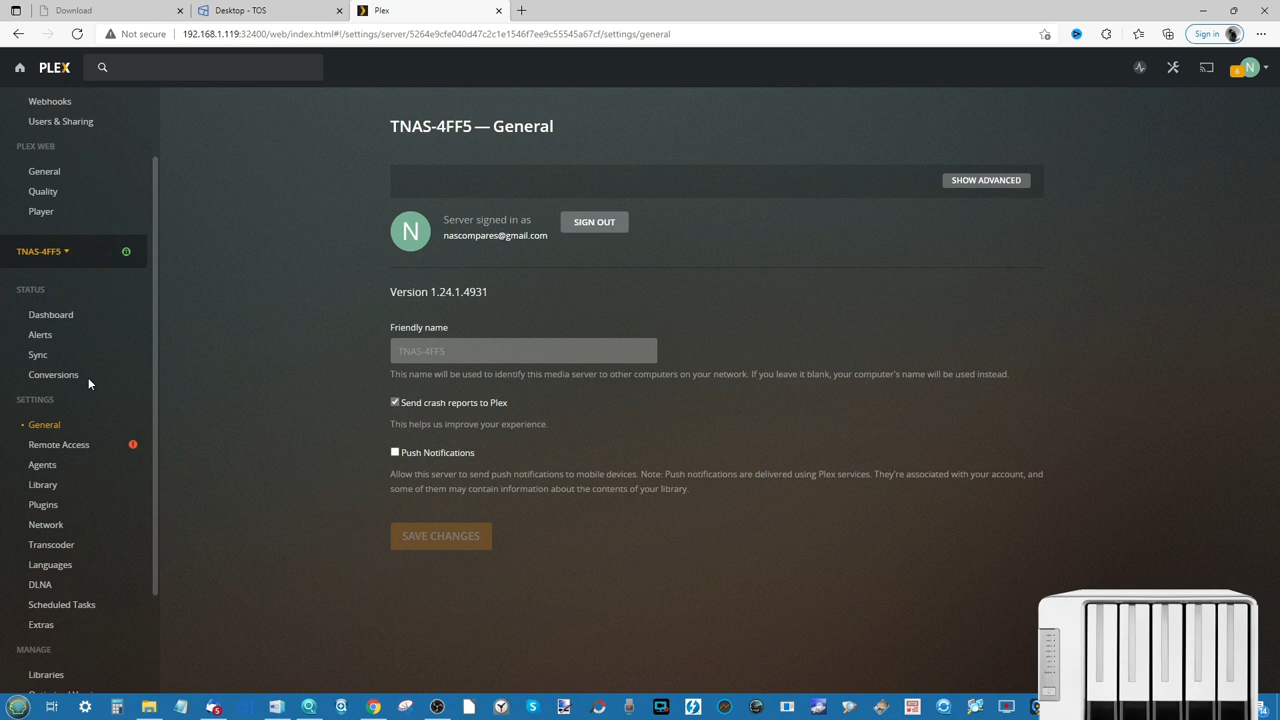 Download
Desktop - TOS
Plex
Not secure
192.168.1.119:32400/web/index.html#!/settings/server/5264e9cfe040d47c2c1e1546f7ee9c55545a67cf/settings/general
Sign in
PLEX
6
N
Webhooks
Users & Sharing
PLEX WEB
General
Quality
Player
TNAS-4FF5
STATUS
Dashboard
Alerts
Sync
Conversions
SETTINGS
General
Remote Access
Agents
Library
Plugins
Network
Transcoder
Languages
DLNA
Scheduled Tasks
Extras
MANAGE
Libraries
TNAS-4FF5 — General
SHOW ADVANCED
N
Server signed in as
nascompares@gmail.com
SIGN OUT
Version 1.24.1.4931
Friendly name
TNAS-4FF5
This name will be used to identify this media server to other computers on your network. If you leave it blank, your computer's name will be used instead.
Send crash reports to Plex
This helps us improve your experience.
Push Notifications
Allow this server to send push notifications to mobile devices. Note: Push notifications are delivered using Plex services. They're associated with your account, and
some of them may contain information about the contents of your library.
SAVE CHANGES